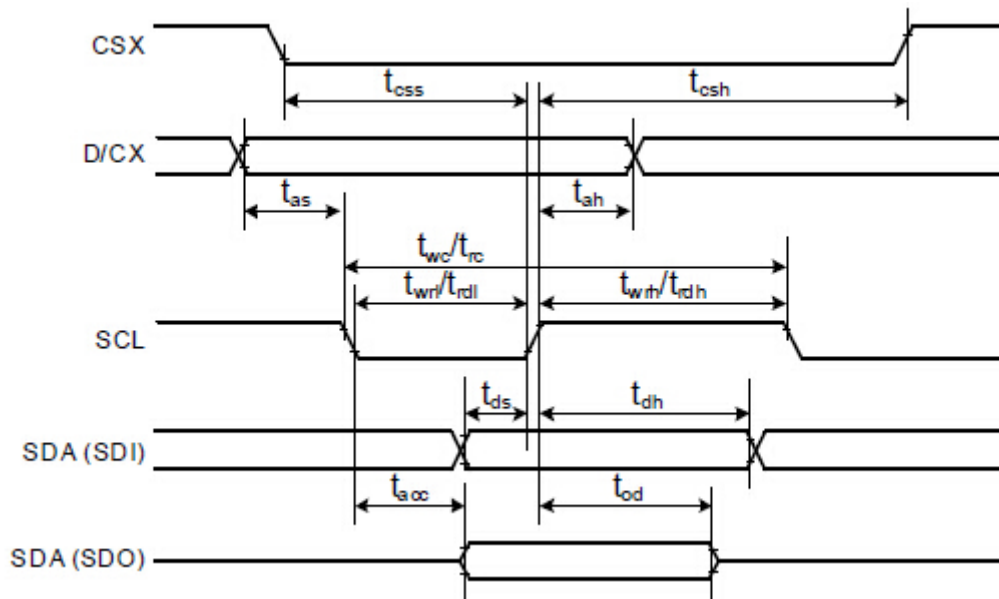 CSX
tcss
tcsh
D/CX
tas
tah
twc/trc
twrl/trdl
twrh/trdh
SCL
tds
tdh
SDA (SDI)
tacc
tod
SDA (SDO)